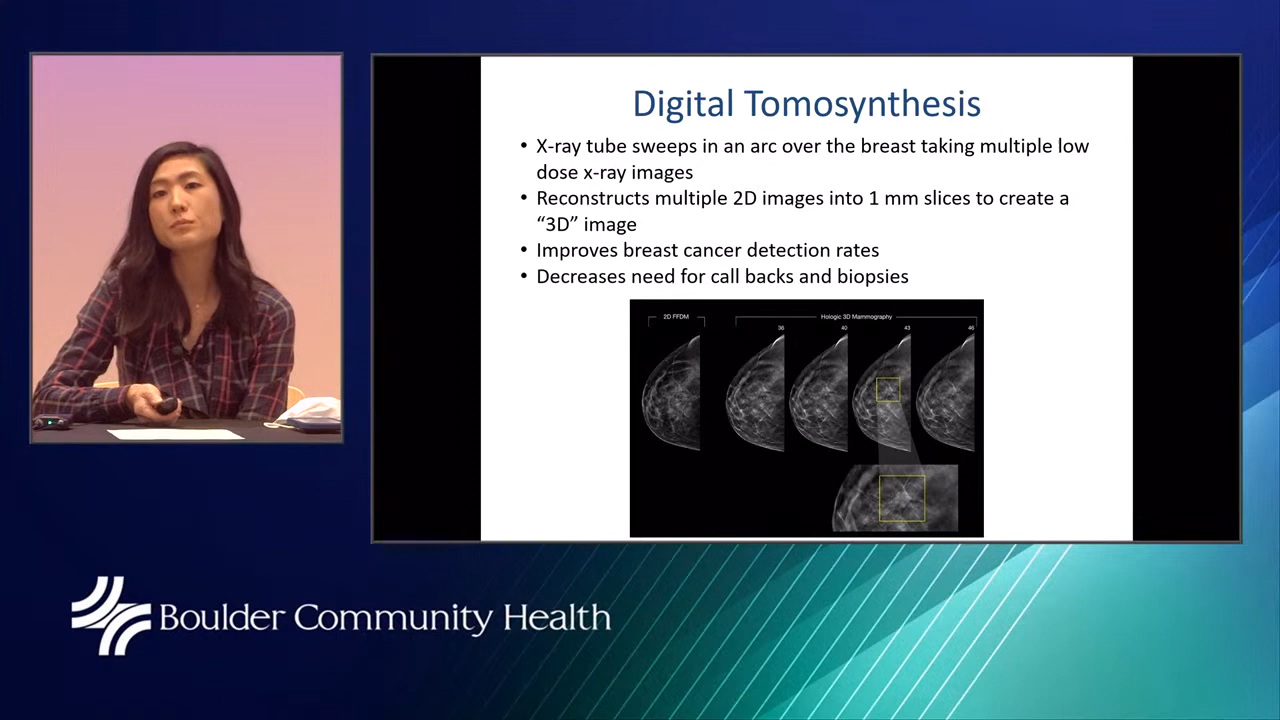 Digital Tomosynthesis
• X-ray tube sweeps in an arc over the breast taking multiple low
dose x-ray images
• Reconstructs multiple 2D images into 1 mm slices to create a
“3D” image
• Improves breast cancer detection rates
• Decreases need for call backs and biopsies
2D FFDM
Hologic 3D Mammography
36 40 43 46
Boulder Community Health